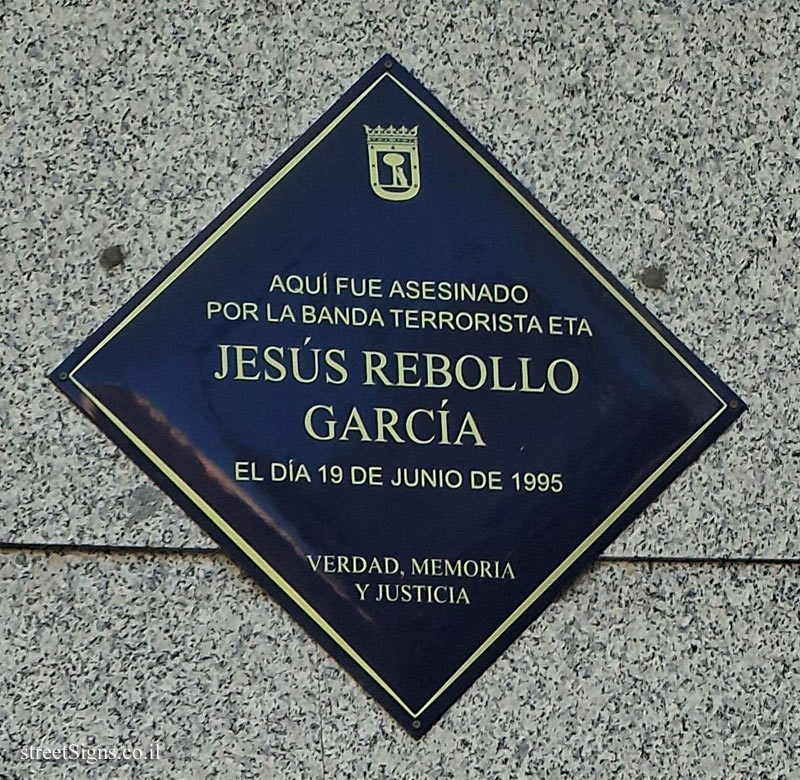 AQUÍ FUE ASESINADO
POR LA BANDA TERRORISTA ETA
JESÚS REBOLLO
GARCÍA
EL DÍA 19 DE JUNIO DE 1995
VERDAD, MEMORIA
Y JUSTICIA
streetSigns.co.il